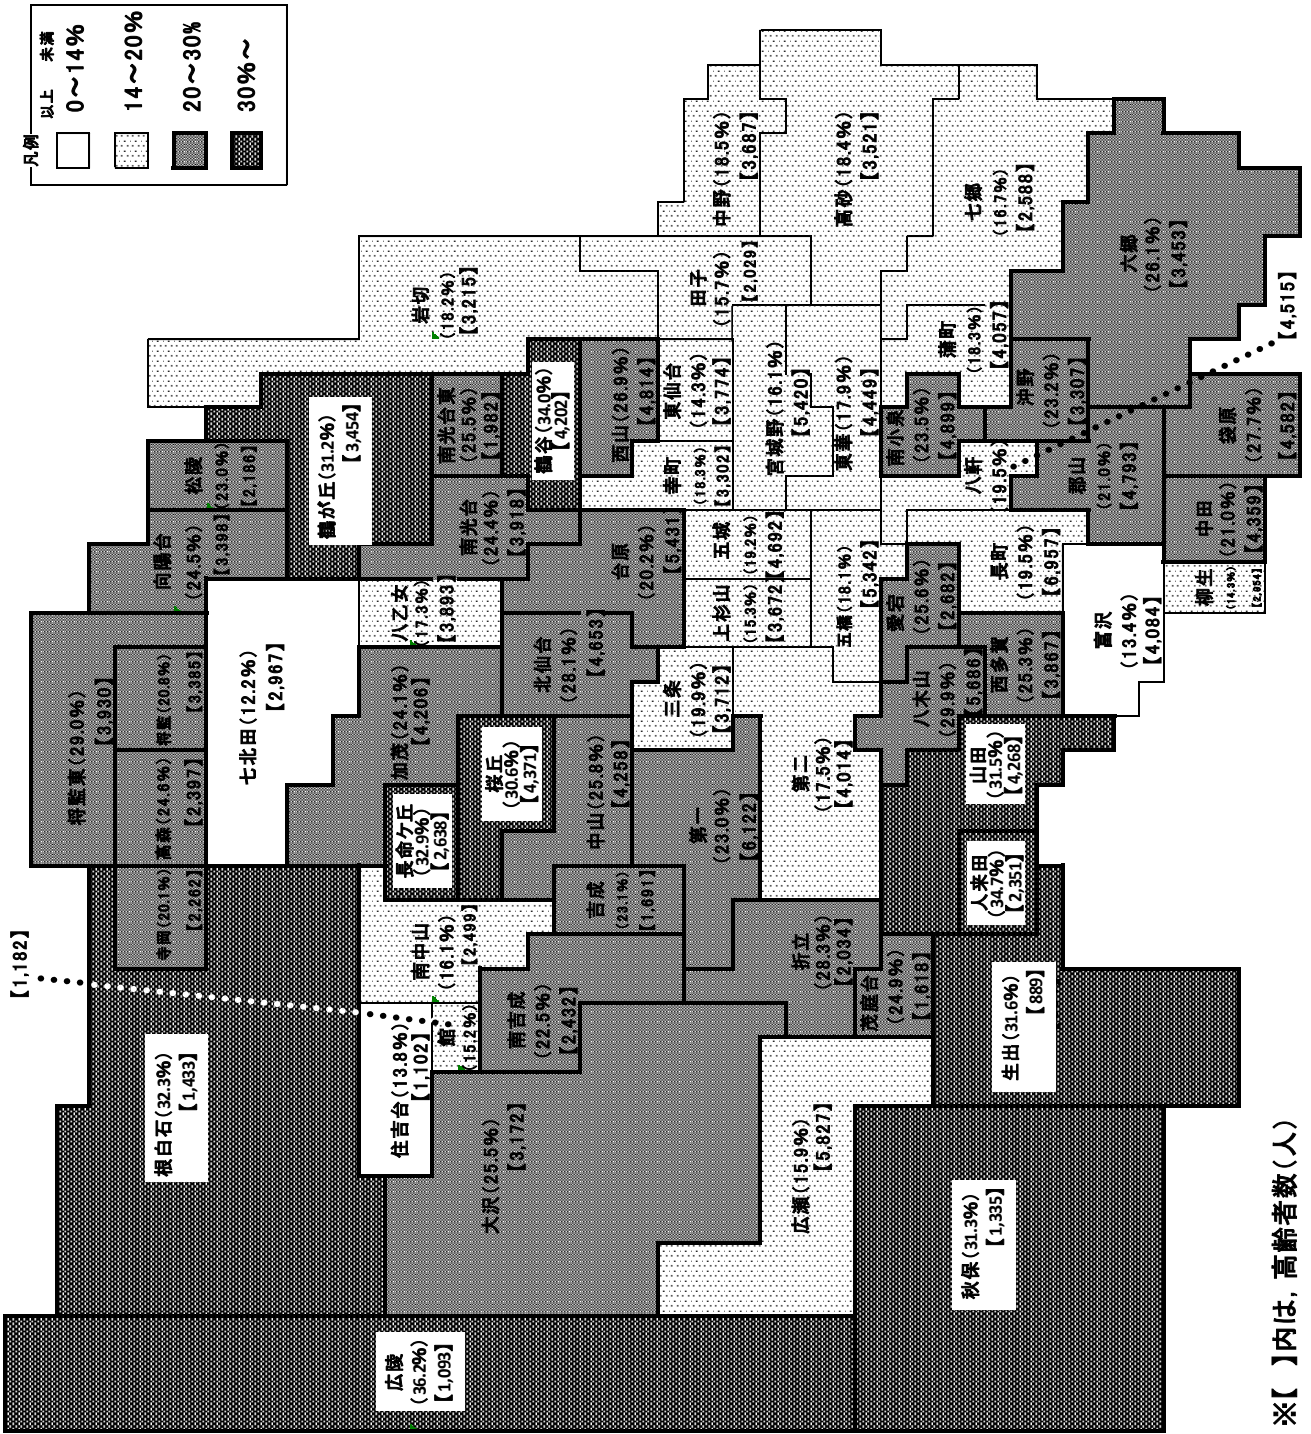 凡例
以上 未満
0～14%
14～20%
20～30%
30%～
広陵
(36.2%)
【1,093】
根白石(32.3%)
【1,433】
【1,182】
寺岡(20.1%)
【2,262】
高森(24.8%)
【2,397】
将監(20.8%)
【3,385】
将監東(29.0%)
【3,930】
向陽台
(24.5%)
【3,398】
松陵
(23.0%)
【2,186】
七北田(12.2%)
【2,967】
鶴が丘(31.2%)
【3,454】
岩切
(18.2%)
【3,215】
南光台東
(25.5%)
【1,982】
南光台
(24.4%)
【3,918】
八乙女
(17.3%)
【3,893】
加茂(24.1%)
【4,206】
長命ケ丘
(32.9%)
【2,638】
桜丘
(30.6%)
【4,371】
南中山
(16.1%)
【2,499】
住吉台(13.8%)
【1,102】
館
(15.2%)
大沢(25.5%)
【3,172】
南吉成
(22.5%)
【2,432】
吉成
(23.1%)
【1,691】
中山(25.8%)
【4,258】
北仙台
(28.1%)
【4,653】
台原
(20.2%)
【5,431】
鶴谷(34.0%)
【4,202】
西山(26.9%)
【4,814】
東仙台
(14.3%)
【3,774】
幸町
(18.3%)
【3,302】
田子
(15.7%)
【2,029】
中野(18.5%)
【3,687】
高砂(18.4%)
【3,521】
七郷
(16.7%)
【2,588】
六郷
(26.1%)
【3,453】
宮城野(16.1%)
【5,420】
東華(17.9%)
【4,449】
蒲町
(18.3%)
【4,057】
南小泉
(23.5%)
【4,899】
沖野
(23.2%)
【3,307】
八軒
(19.5%)
【4,515】
郡山
(21.0%)
【4,793】
袋原
(27.7%)
【4,582】
中田
(21.0%)
【4,359】
柳生
(14.3%)
【2,854】
長町
(19.5%)
【6,957】
富沢
(13.4%)
【4,084】
五城
(19.2%)
【4,692】
上杉山
(15.3%)
【3,672】
五橋(18.1%)
【5,342】
愛宕
(25.6%)
【2,682】
西多賀
(25.3%)
【3,867】
八木山
(29.9%)
【5,686】
三条
(19.9%)
【3,712】
第一
(23.0%)
【6,122】
第二
(17.5%)
【4,014】
山田
(31.5%)
【4,268】
人来田
(34.7%)
【2,351】
折立
(28.3%)
【2,034】
茂庭台
(24.9%)
【1,618】
生出(31.6%)
【889】
広瀬(15.9%)
【5,827】
秋保(31.3%)
【1,335】
※【　】内は，高齢者数(人)